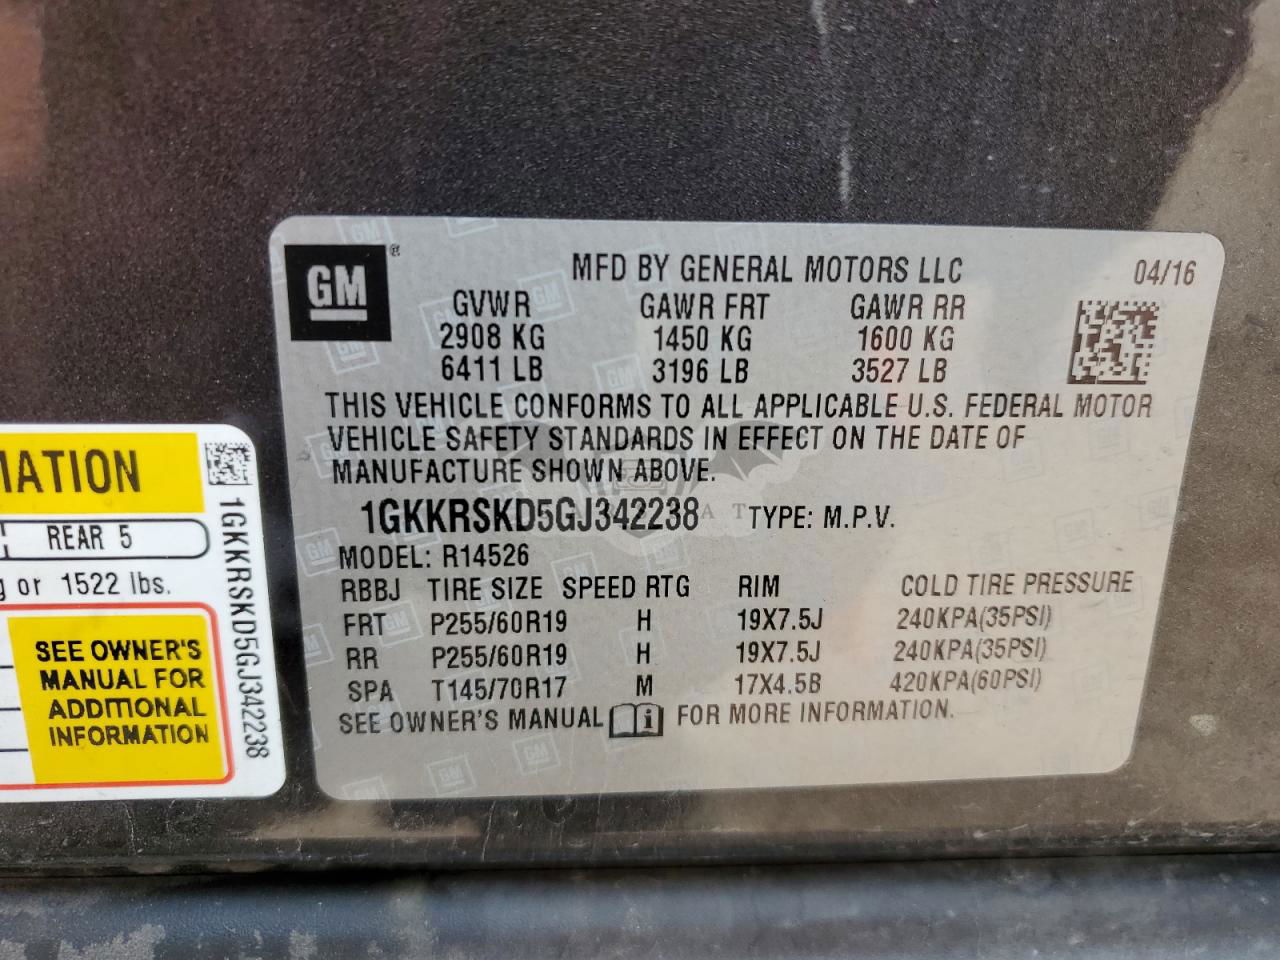 GM ®
MFD BY GENERAL MOTORS LLC 04/16
GVWR GAWR FRT GAWR RR
2908 KG 1450 KG 1600 KG
6411 LB 3196 LB 3527 LB
THIS VEHICLE CONFORMS TO ALL APPLICABLE U.S. FEDERAL MOTOR
VEHICLE SAFETY STANDARDS IN EFFECT ON THE DATE OF
MANUFACTURE SHOWN ABOVE.
1GKKRSKD5GJ342238 TYPE: M.P.V.
MODEL: R14526
RBBJ TIRE SIZE SPEED RTG RIM COLD TIRE PRESSURE
FRT P255/60R19 H 19X7.5J 240KPA(35PSI)
RR P255/60R19 H 19X7.5J 240KPA(35PSI)
SPA T145/70R17 M 17X4.5B 420KPA(60PSI)
SEE OWNER'S MANUAL i FOR MORE INFORMATION.
MATION
REAR 5
g or 1522 lbs.
SEE OWNER'S
MANUAL FOR
ADDITIONAL
INFORMATION
1GKKRSKD5GJ342238